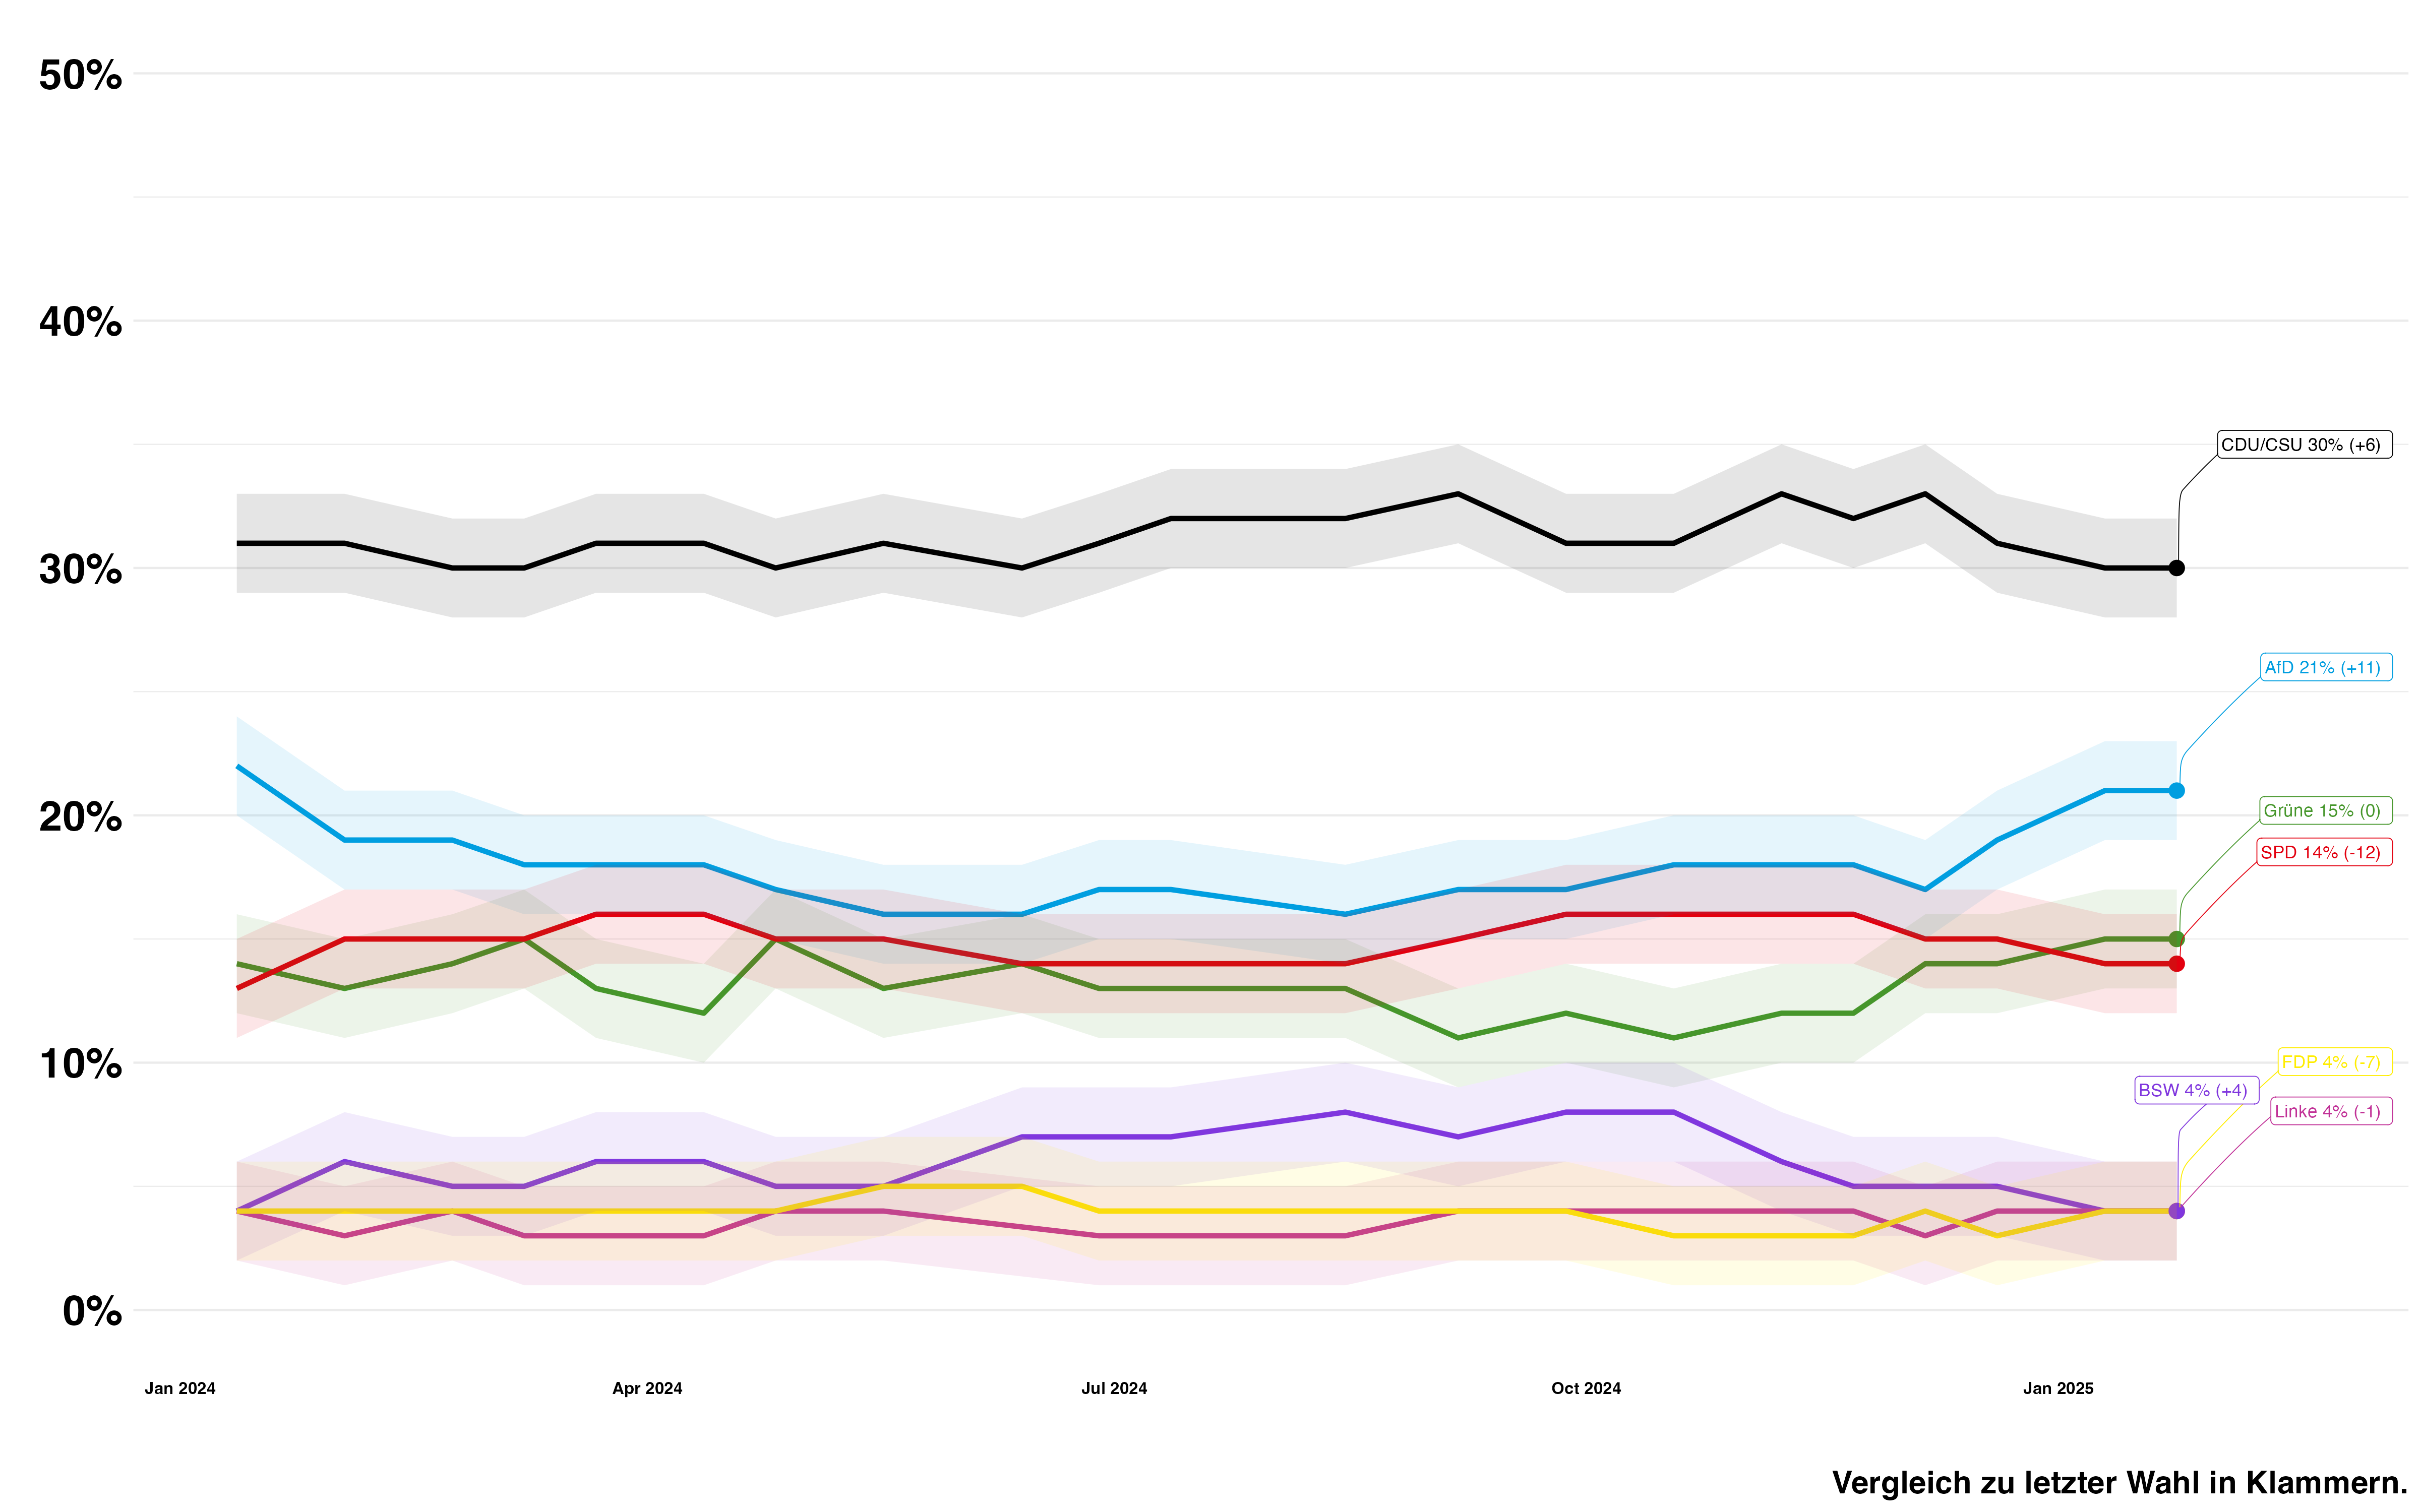 50%
40%
30%
20%
10%
0%
CDU/CSU 30% (+6)
AfD 21% (+11)
Grüne 15% (0)
SPD 14% (-12)
FDP 4% (-7)
BSW 4% (+4)
Linke 4% (-1)
Jan 2024
Apr 2024
Jul 2024
Oct 2024
Jan 2025
Vergleich zu letzter Wahl in Klammern.